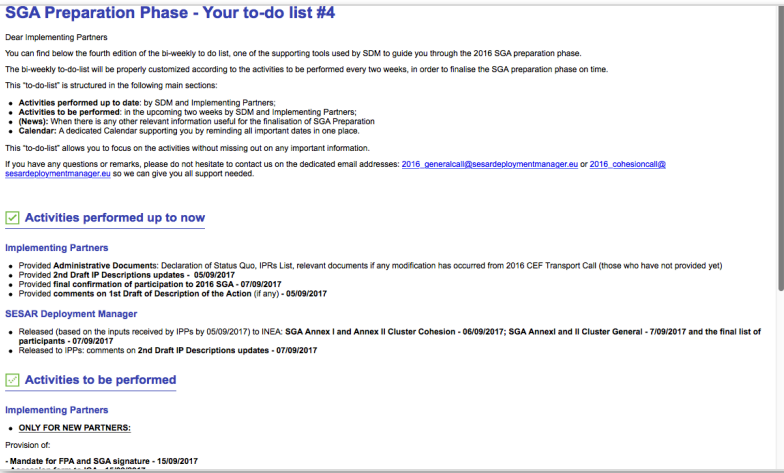 SGA Preparation Phase - Your to-do list #4
Dear Implementing Partners
You can find below the fourth edition of the bi-weekly to do list, one of the supporting tools used by SDM to guide you through the 2016 SGA preparation phase.
The bi-weekly to-do-list will be properly customized according to the activities to be performed every two weeks, in order to finalise the SGA preparation phase on time.
This "to-do-list" is structured in the following main sections:
• Activities performed up to date: by SDM and Implementing Partners;
• Activities to be performed: in the upcoming two weeks by SDM and Implementing Partners;
• (News): When there is any other relevant information useful for the finalisation of SGA Preparation
• Calendar: A dedicated Calendar supporting you by reminding all important dates in one place.
This "to-do-list" allows you to focus on the activities without missing out on any important information.
If you have any questions or remarks, please do not hesitate to contact us on the dedicated email addresses: 2016_generalcall@sesardeploymentmanager.eu or 2016_cohesioncall@
sesardeploymentmanager.eu so we can give you all support needed.
Activities performed up to now
Implementing Partners
• Provided Administrative Documents: Declaration of Status Quo, IPRs List, relevant documents if any modification has occurred from 2016 CEF Transport Call (those who have not provided yet)
• Provided 2nd Draft IP Descriptions updates - 05/09/2017
• Provided final confirmation of participation to 2016 SGA - 07/09/2017
• Provided comments on 1st Draft of Description of the Action (if any) - 05/09/2017
SESAR Deployment Manager
• Released (based on the inputs received by IPPs by 05/09/2017) to INEA: SGA Annex I and Annex II Cluster Cohesion - 06/09/2017; SGA AnnexI and II Cluster General - 7/09/2017 and the final list of
participants - 07/09/2017
• Released to IPPs: comments on 2nd Draft IP Descriptions updates - 07/09/2017
Activities to be performed
Implementing Partners
• ONLY FOR NEW PARTNERS:
Provision of:
- Mandate for FPA and SGA signature - 15/09/2017